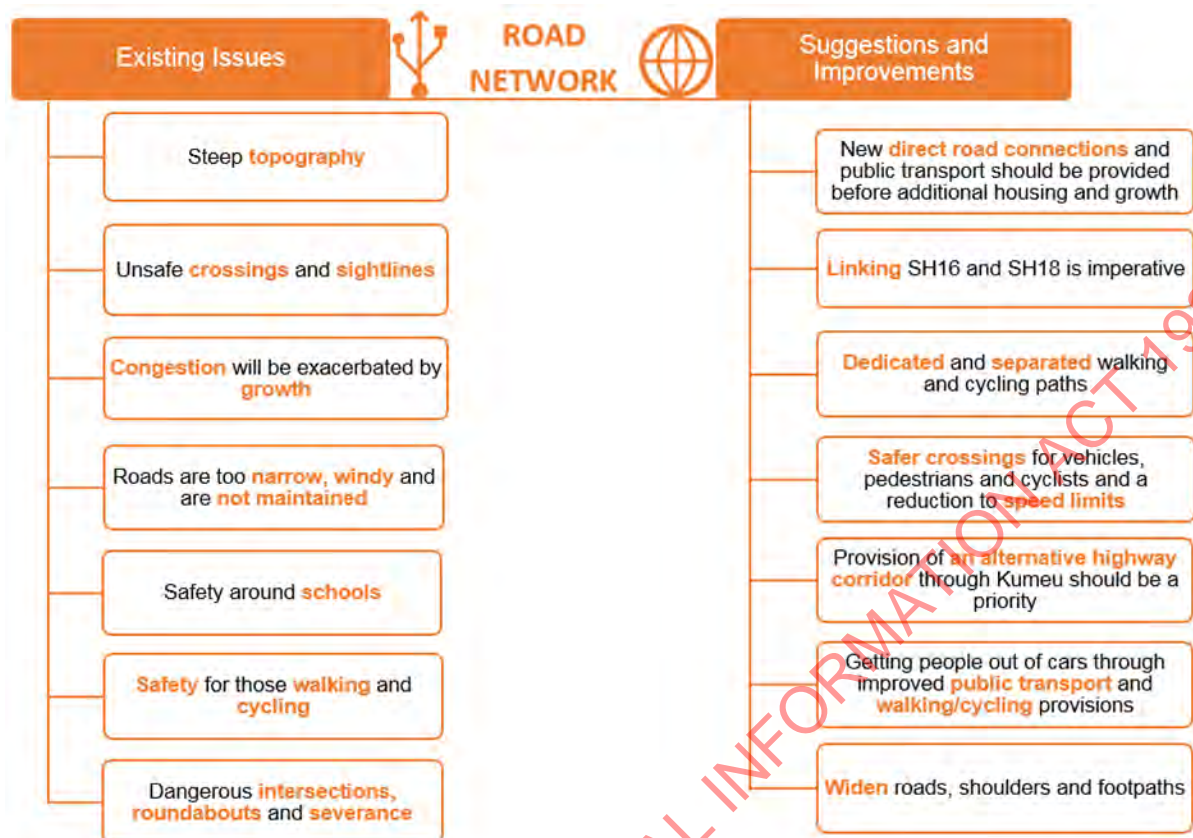 Existing Issues
ROAD
NETWORK
Suggestions and
Improvements
Steep topography
Unsafe crossings and sightlines
Congestion will be exacerbated by
growth
Roads are too narrow, windy and
are not maintained
Safety around schools
Safety for those walking and
cycling
Dangerous intersections,
roundabouts and severance
New direct road connections and
public transport should be provided
before additional housing and growth
Linking SH16 and SH18 is imperative
Dedicated and separated walking
and cycling paths
Safer crossings for vehicles,
pedestrians and cyclists and a
reduction to speed limits
Provision of an alternative highway
corridor through Kumeu should be a
priority
Getting people out of cars through
improved public transport and
walking/cycling provisions
Widen roads, shoulders and footpaths
INFORMATION ACT